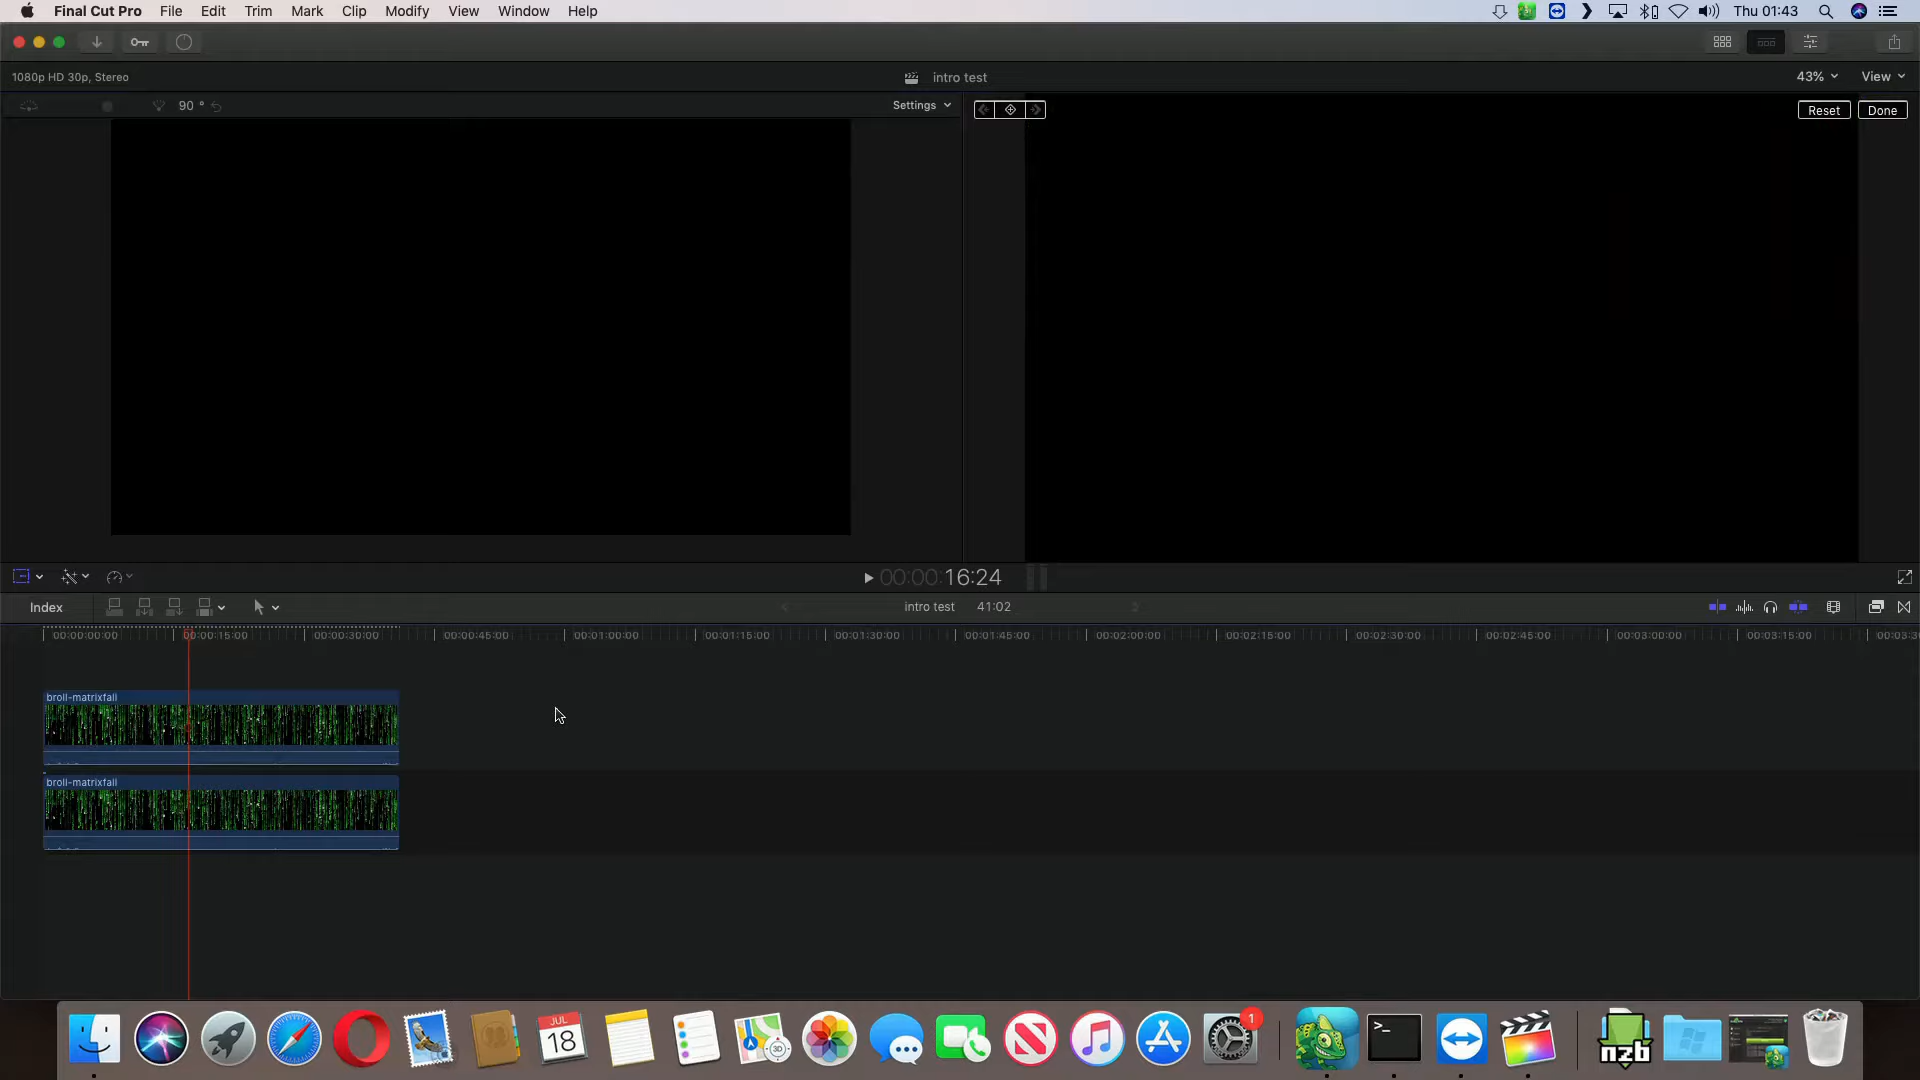 Final Cut Pro File Edit Trim Mark Clip Modify View Window Help Thu 01:43
1080p HD 30p, Stereo intro test 43% View
90 ° Settings Reset Done
00:00:16:24
Index intro test 41:02
00:00:00:00 00:00:15:00 00:00:30:00 00:00:45:00 00:01:00:00 00:01:15:00 00:01:30:00 00:01:45:00 00:02:00:00 00:02:15:00 00:02:30:00 00:02:45:00 00:03:00:00 00:03:15:00 00:03:3
broll-matrixfall
broll-matrixfall
JUL
18
3D
>_
1
nzb